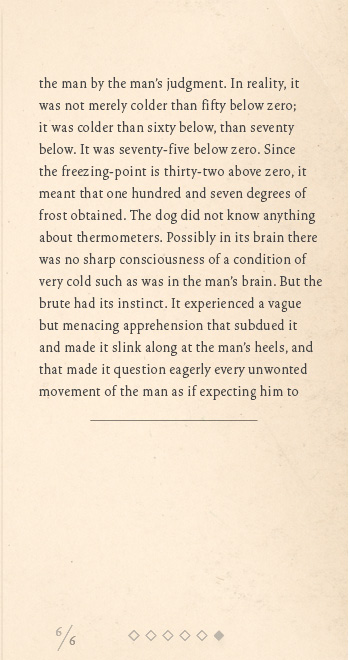 the man by the man's judgment. In reality, it
was not merely colder than fifty below zero;
it was colder than sixty below, than seventy
below. It was seventy-five below zero. Since
the freezing-point is thirty-two above zero, it
meant that one hundred and seven degrees of
frost obtained. The dog did not know anything
about thermometers. Possibly in its brain there
was no sharp consciousness of a condition of
very cold such as was in the man's brain. But the
brute had its instinct. It experienced a vague
but menacing apprehension that subdued it
and made it slink along at the man's heels, and
that made it question eagerly every unwonted
movement of the man as if expecting him to
6/6